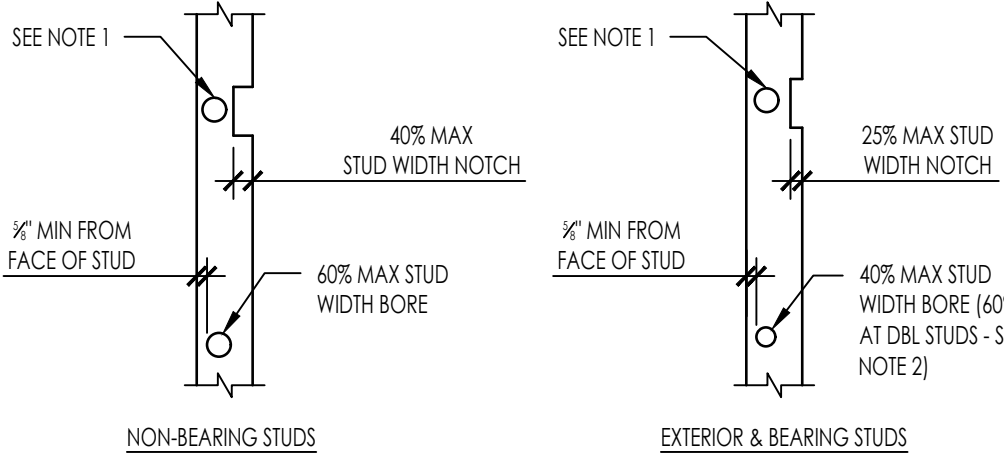 SEE NOTE 1
40% MAX
STUD WIDTH NOTCH
⅝" MIN FROM
FACE OF STUD
60% MAX STUD
WIDTH BORE
NON-BEARING STUDS
SEE NOTE 1
25% MAX STUD
WIDTH NOTCH
⅝" MIN FROM
FACE OF STUD
40% MAX STUD
WIDTH BORE (60
AT DBL STUDS - S
NOTE 2)
EXTERIOR & BEARING STUDS